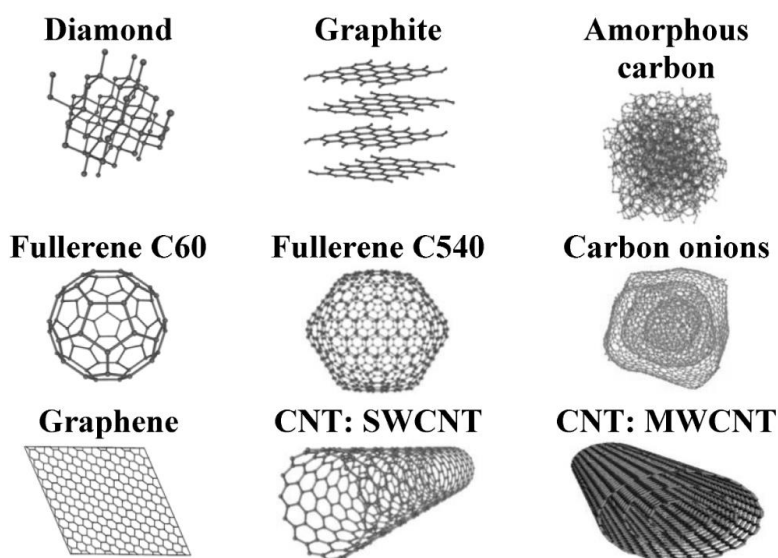 Diamond
Graphite
Amorphous
carbon
Fullerene C60
Fullerene C540
Carbon onions
Graphene
CNT: SWCNT
CNT: MWCNT